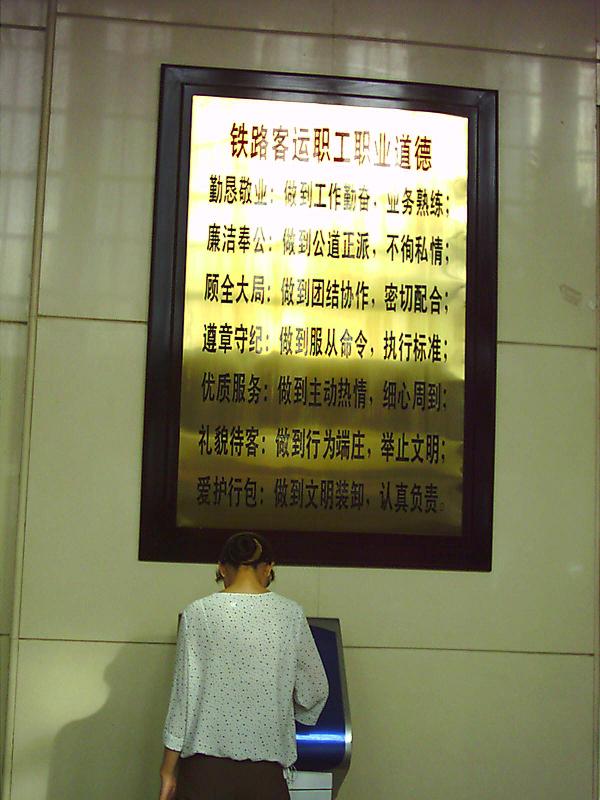 铁路客运职工职业道德
勤恳敬业：做到工作勤奋，业务熟练；
廉洁奉公：做到公道正派，不徇私情；
顾全大局：做到团结协作，密切配合；
遵章守纪：做到服从命令，执行标准；
优质服务：做到主动热情，细心周到；
礼貌待客：做到行为端庄，举止文明；
爱护行包：做到文明装卸，认真负责。